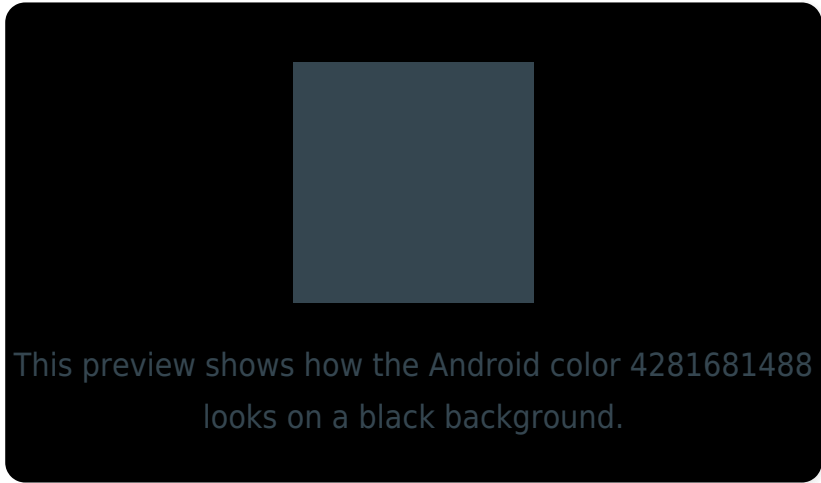 This preview shows how the Android color 4281681488
looks on a black background.